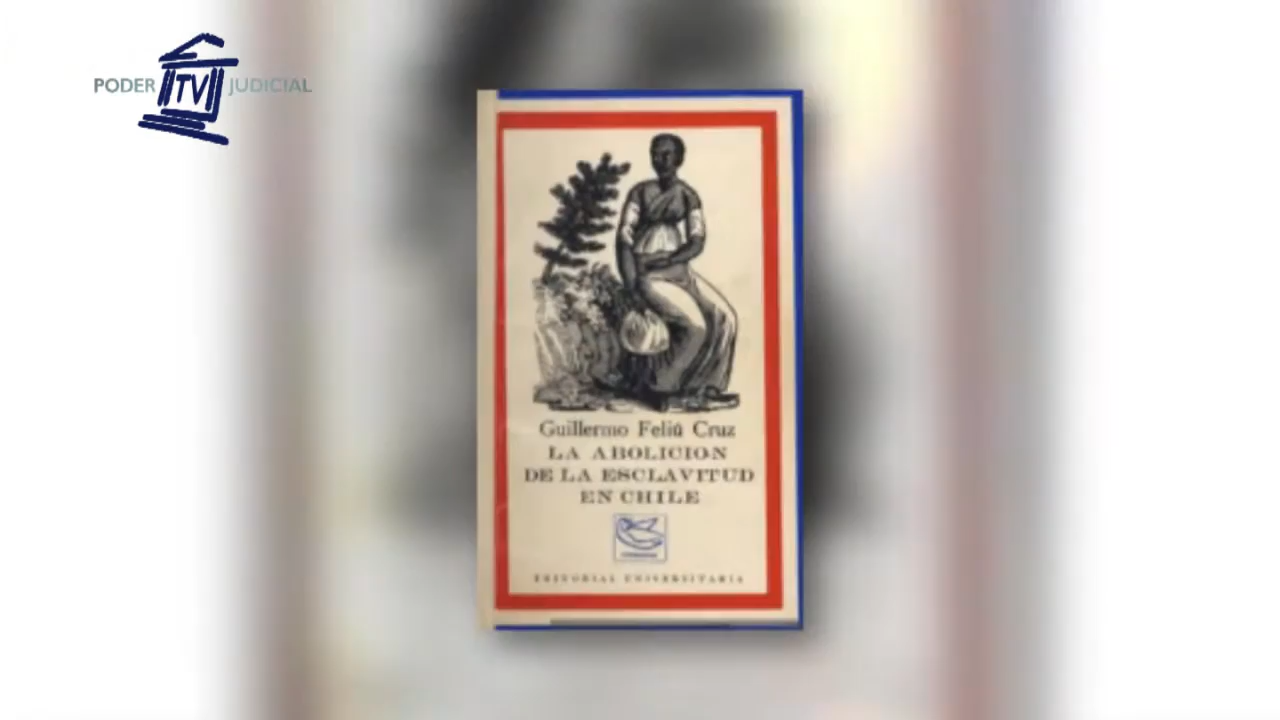 PODER TV JUDICIAL
Guillermo Feliú Cruz
LA ABOLICION
DE LA ESCLAVITUD
EN CHILE
EDITORIAL UNIVERSITARIA